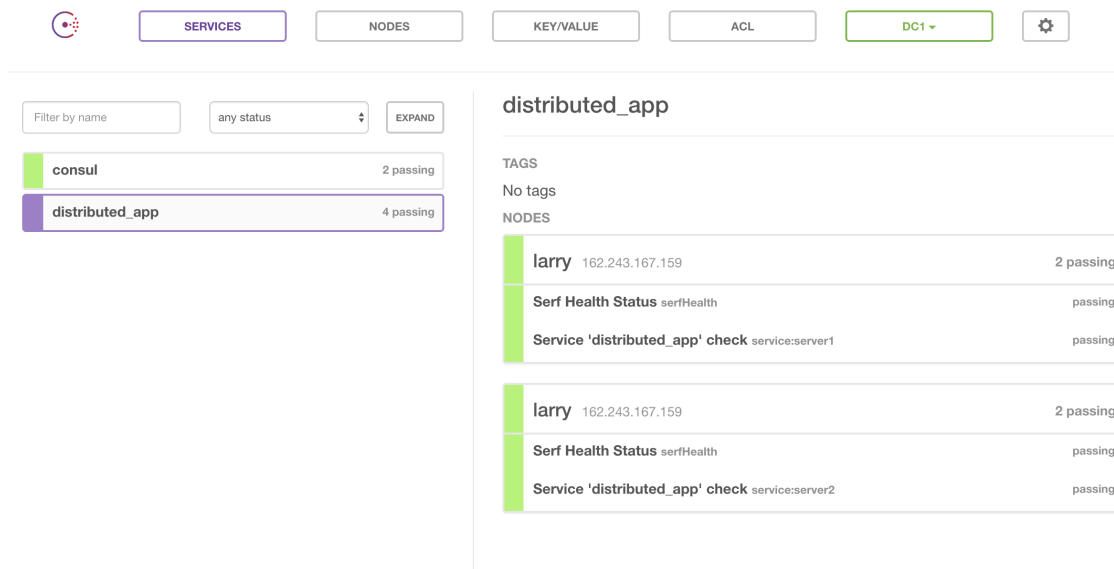 SERVICES NODES KEY/VALUE ACL DC1
Filter by name any status EXPAND
consul 2 passing
distributed_app 4 passing
distributed_app
TAGS
No tags
NODES
larry 162.243.167.159 2 passing
Serf Health Status serfHealth passing
Service 'distributed_app' check service:server1 passing
larry 162.243.167.159 2 passing
Serf Health Status serfHealth passing
Service 'distributed_app' check service:server2 passing